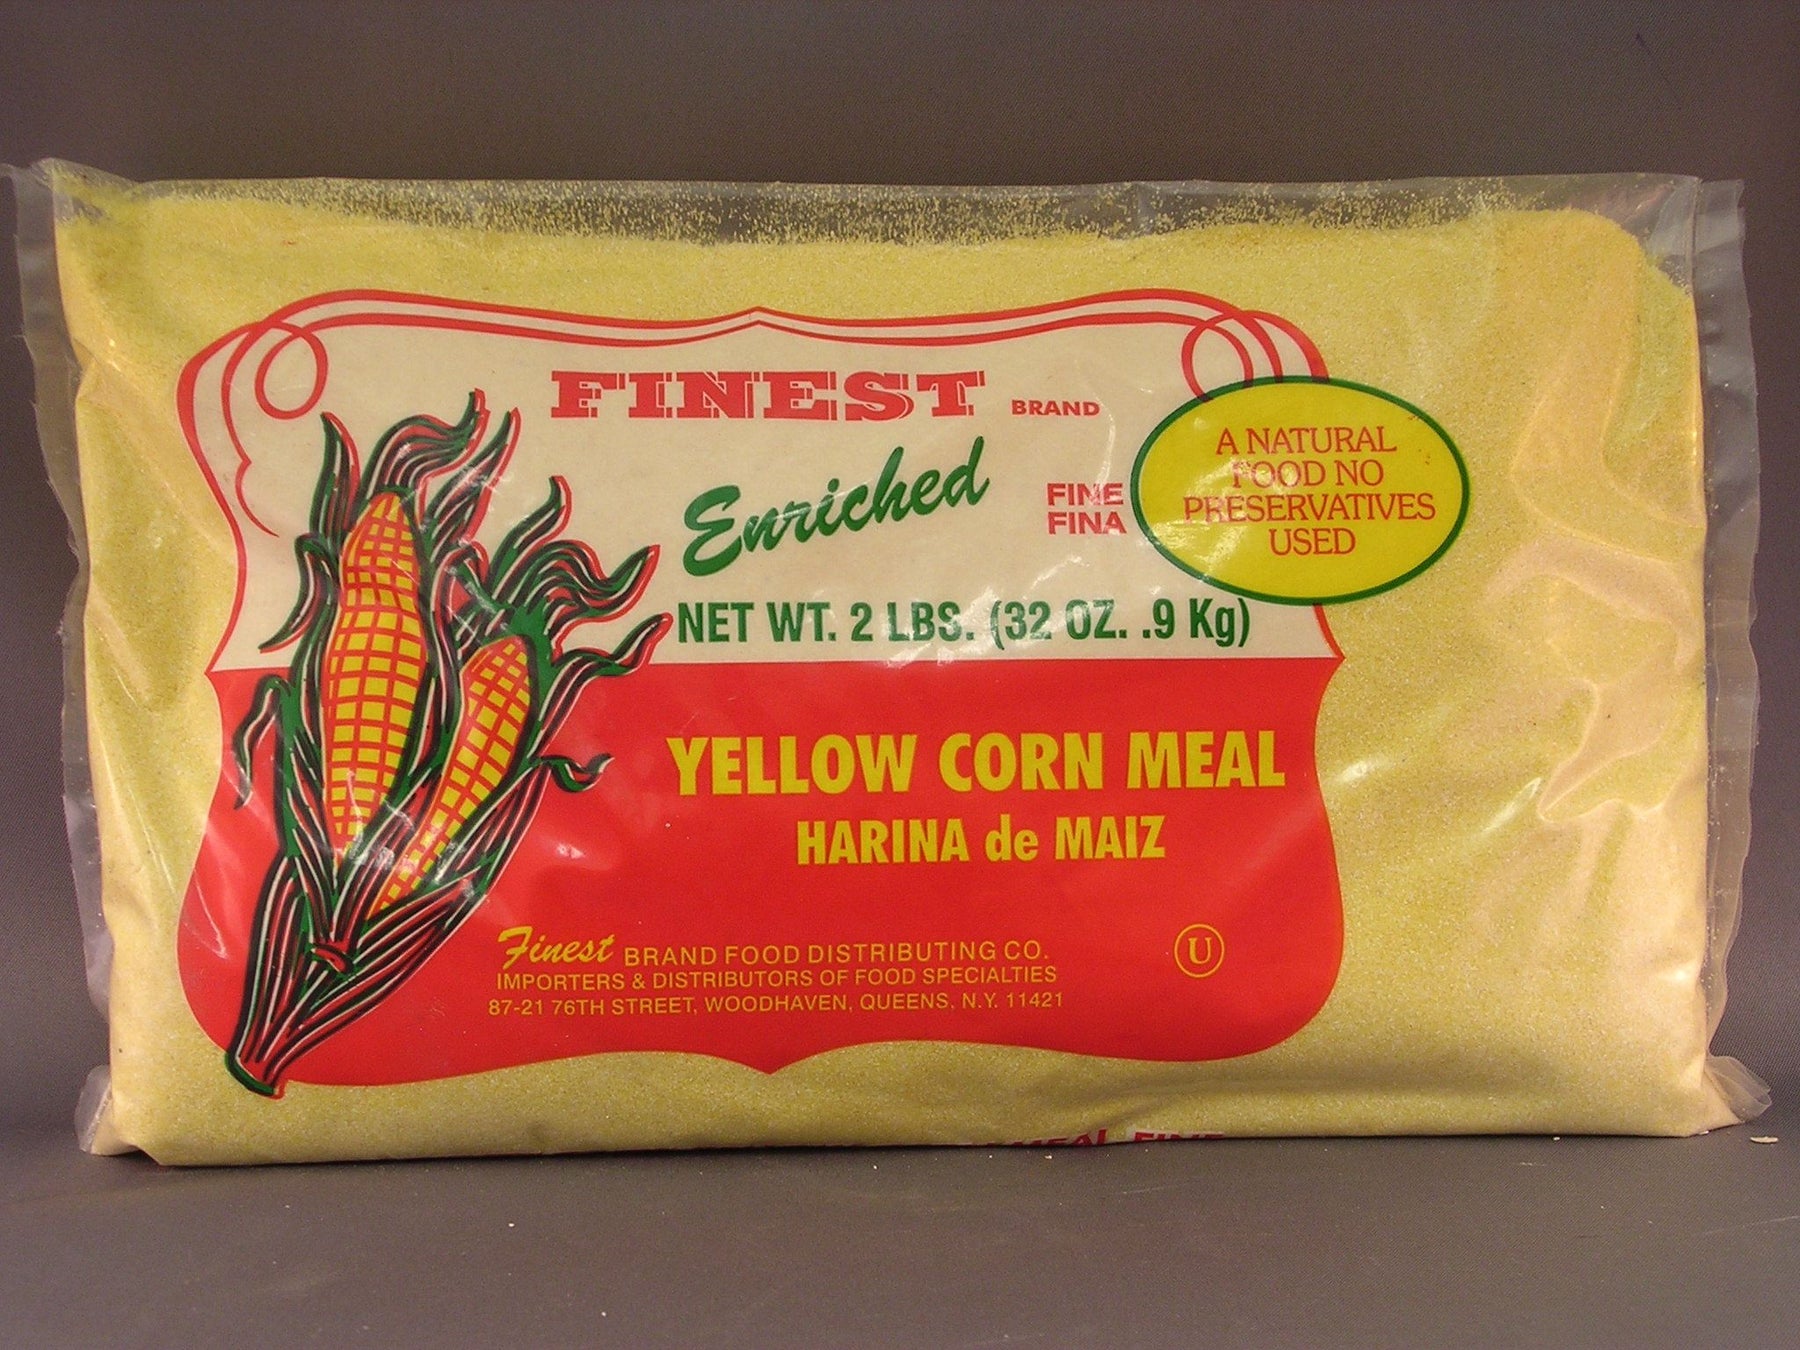 FINEST BRAND
Enriched
FINE
FINA
A NATURAL
FOOD NO
PRESERVATIVES
USED
NET WT. 2 LBS. (32 OZ. .9 Kg)
YELLOW CORN MEAL
HARINA de MAIZ
Finest BRAND FOOD DISTRIBUTING CO.
IMPORTERS & DISTRIBUTORS OF FOOD SPECIALTIES
87-21 76TH STREET, WOODHAVEN, QUEENS, N.Y. 11421
U
MEAL FINE